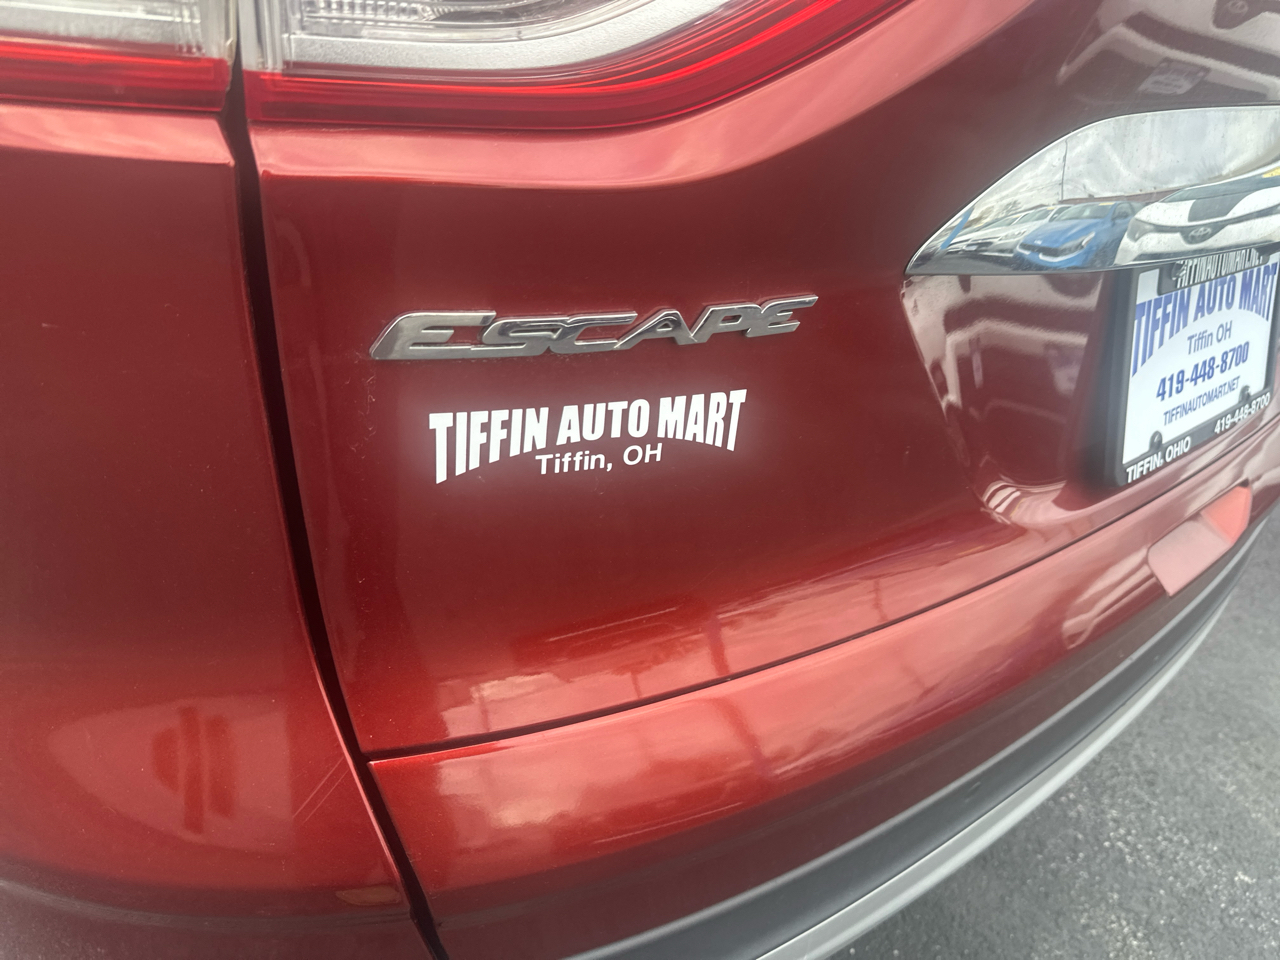 ESCAPE
TIFFIN AUTO MART
Tiffin, OH
TIFFINAUTOMART.NET
TIFFIN AUTO MART
Tiffin OH
419-448-8700
TIFFINAUTOMART.NET
TIFFIN, OHIO
419-448-8700